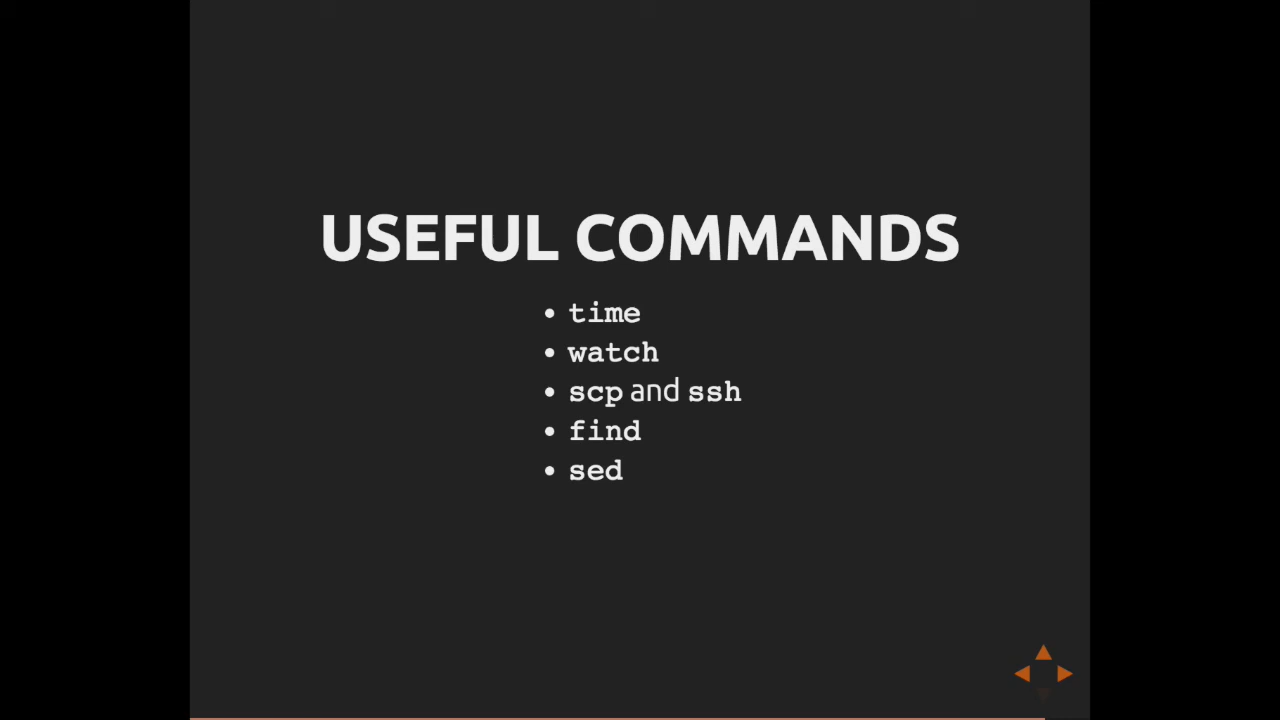 USEFUL COMMANDS
• time
• watch
• scp and ssh
• find
• sed